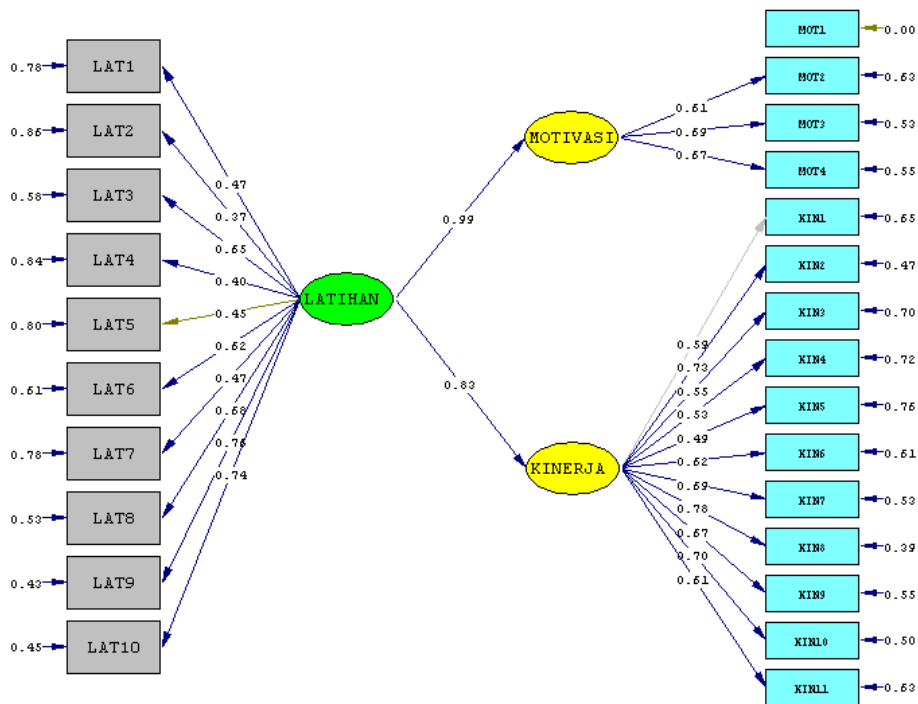 0.78 LAT1
0.86 LAT2
0.58 LAT3
0.84 LAT4
0.80 LAT5
0.61 LAT6
0.78 LAT7
0.53 LAT8
0.43 LAT9
0.45 LAT10
0.47
0.37
0.65
0.40
0.45
0.62
0.47
0.68
0.76
0.74
LATIHAN
0.99
0.83
MOTIVASI
KINERJA
0.61
0.69
0.67
0.59
0.73
0.55
0.53
0.49
0.62
0.69
0.78
0.67
0.70
0.61
MOT1 0.00
MOT2 0.63
MOT3 0.53
MOT4 0.55
KIN1 0.65
KIN2 0.47
KIN3 0.70
KIN4 0.72
KIN5 0.76
KIN6 0.61
KIN7 0.53
KIN8 0.39
KIN9 0.55
KIN10 0.50
KIN11 0.63